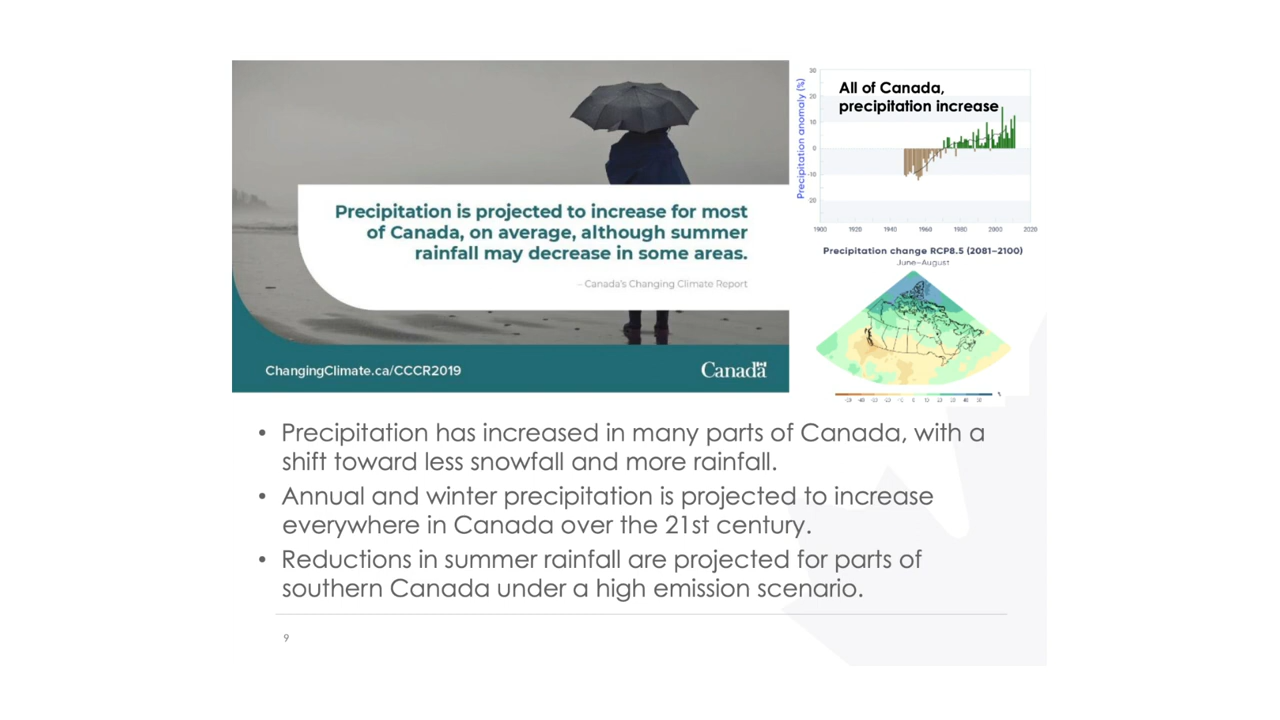 Precipitation is projected to increase for most
of Canada, on average, although summer
rainfall may decrease in some areas.
– Canada's Changing Climate Report
ChangingClimate.ca/CCCR2019
Canada
All of Canada,
precipitation increase
Precipitation anomaly (%)
30
20
10
0
-10
20
1900 1920 1940 1960 1980 2000 2020
Precipitation change RCP8.5 (2081–2100)
June–August
%
• Precipitation has increased in many parts of Canada, with a
shift toward less snowfall and more rainfall.
• Annual and winter precipitation is projected to increase
everywhere in Canada over the 21st century.
• Reductions in summer rainfall are projected for parts of
southern Canada under a high emission scenario.
9